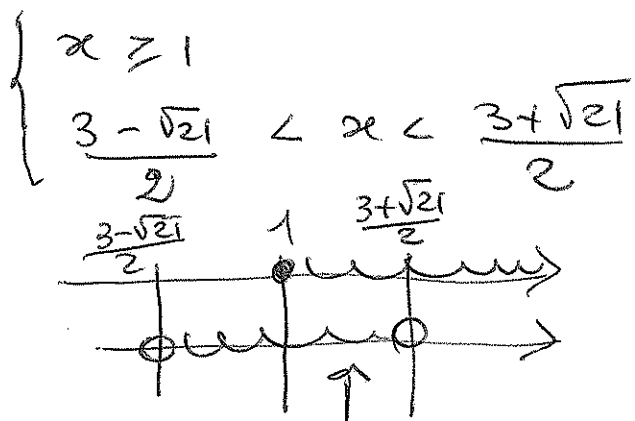 x ≥ 1
(3 - √21)/2 < x < (3 + √21)/2
(3 - √21)/2 1 (3 + √21)/2